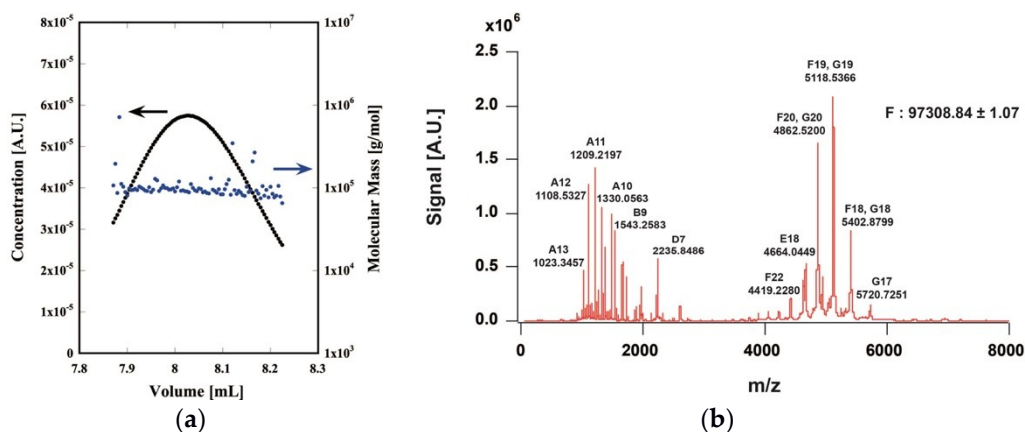 8x10⁻⁵
7x10⁻⁵
6x10⁻⁵
5x10⁻⁵
4x10⁻⁵
3x10⁻⁵
2x10⁻⁵
1x10⁻⁵
0
Concentration [A.U.]
7.8 7.9 8 8.1 8.2 8.3
Volume [mL]
1x10⁷
1x10⁶
1x10⁵
1x10⁴
1x10³
Molecular Mass [g/mol]
(a)
x10⁶
2.5
2.0
1.5
1.0
0.5
0.0
Signal [A.U.]
A13
1023.3457
A12
1108.5327
A11
1209.2197
A10
1330.0563
B9
1543.2583
D7
2235.8486
F22
4419.2280
E18
4664.0449
F20, G20
4862.5200
F19, G19
5118.5366
F18, G18
5402.8799
G17
5720.7251
F : 97308.84 ± 1.07
0 2000 4000 6000 8000
m/z
(b)